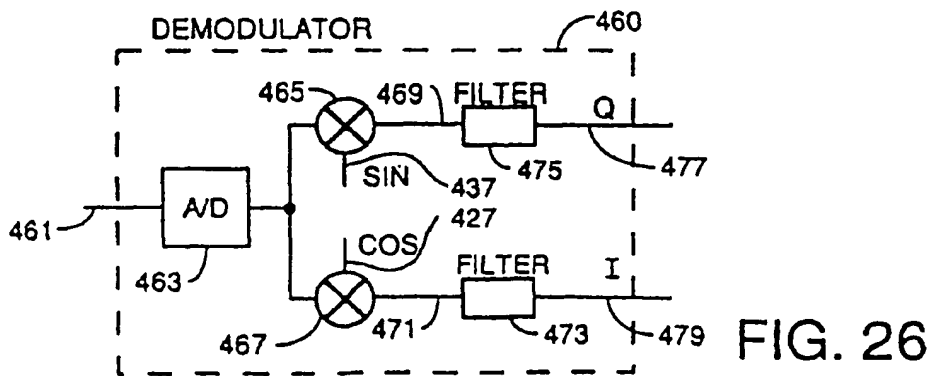 DEMODULATOR
460
465
469
FILTER
Q
SIN
437
475
477
461
A/D
463
COS
427
FILTER
I
467
471
473
479
FIG. 26